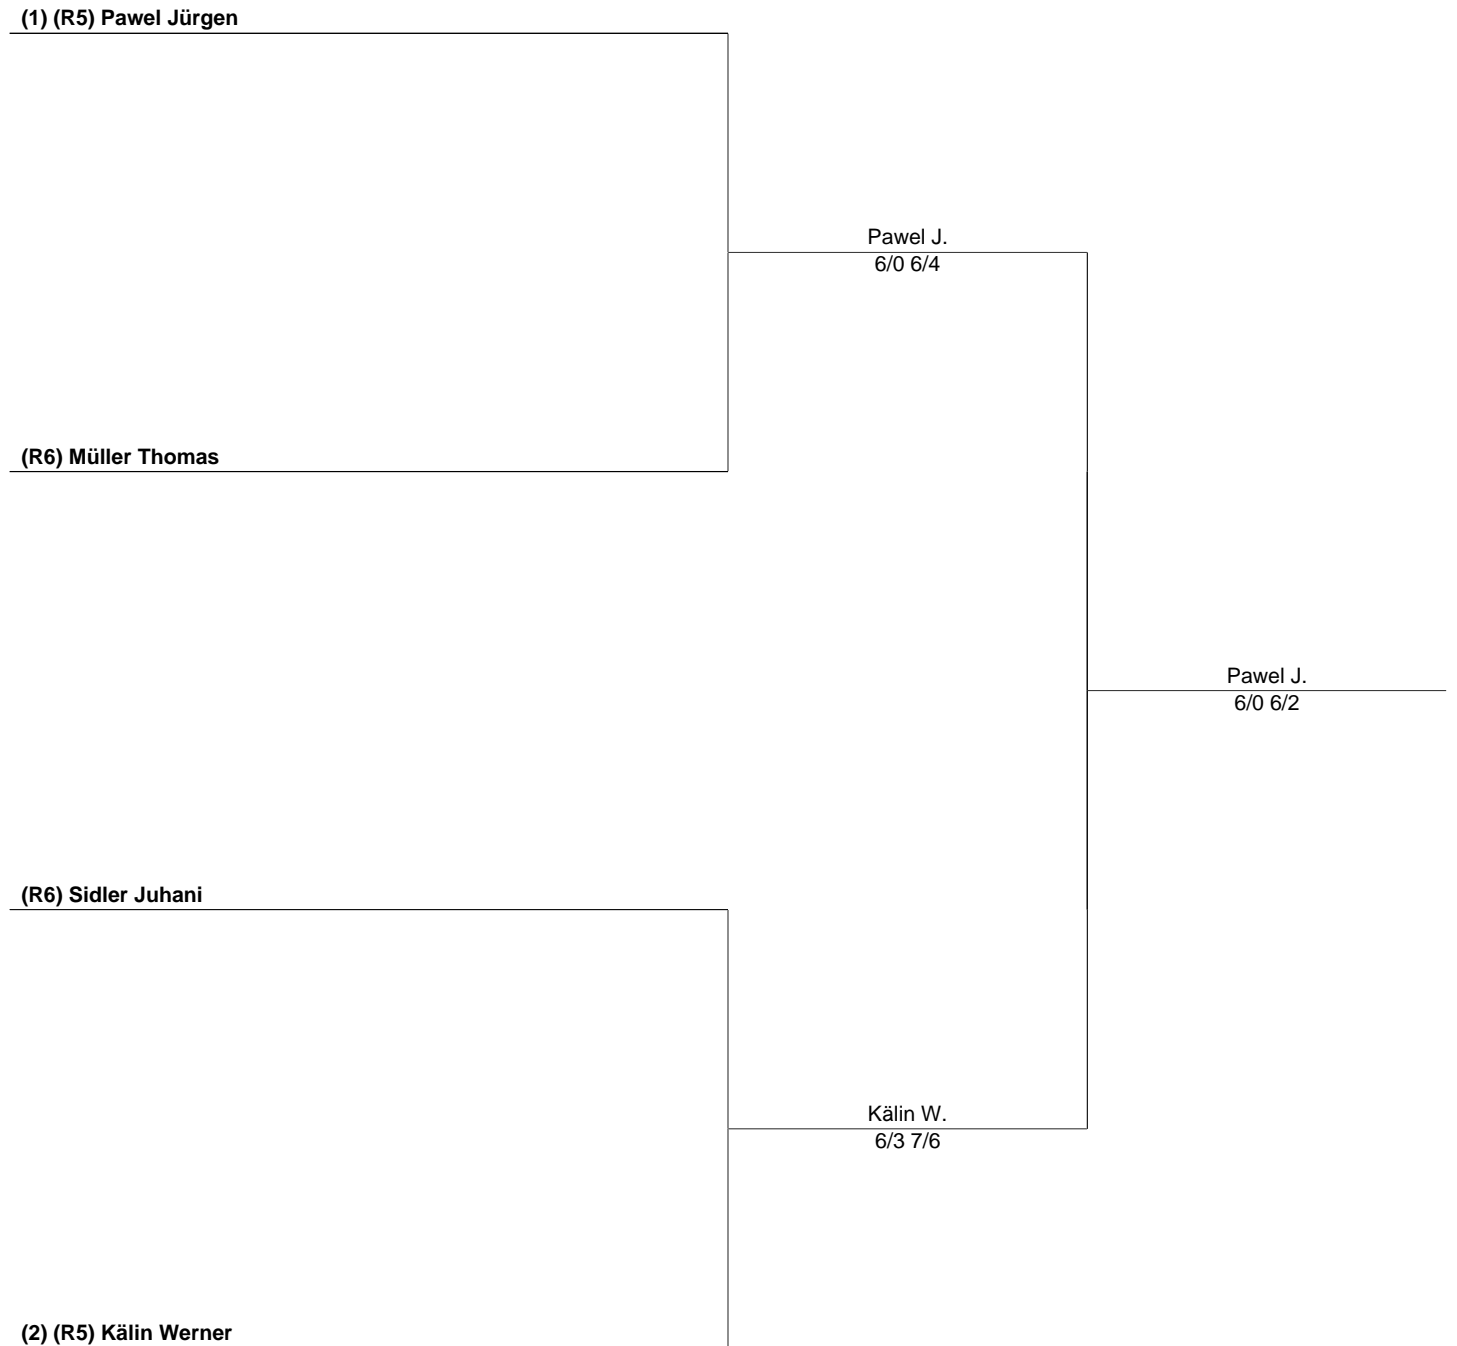 (1) (R5) Pawel Jürgen
Pawel J.
6/0 6/4
(R6) Müller Thomas
Pawel J.
6/0 6/2
(R6) Sidler Juhani
Kälin W.
6/3 7/6
(2) (R5) Kälin Werner